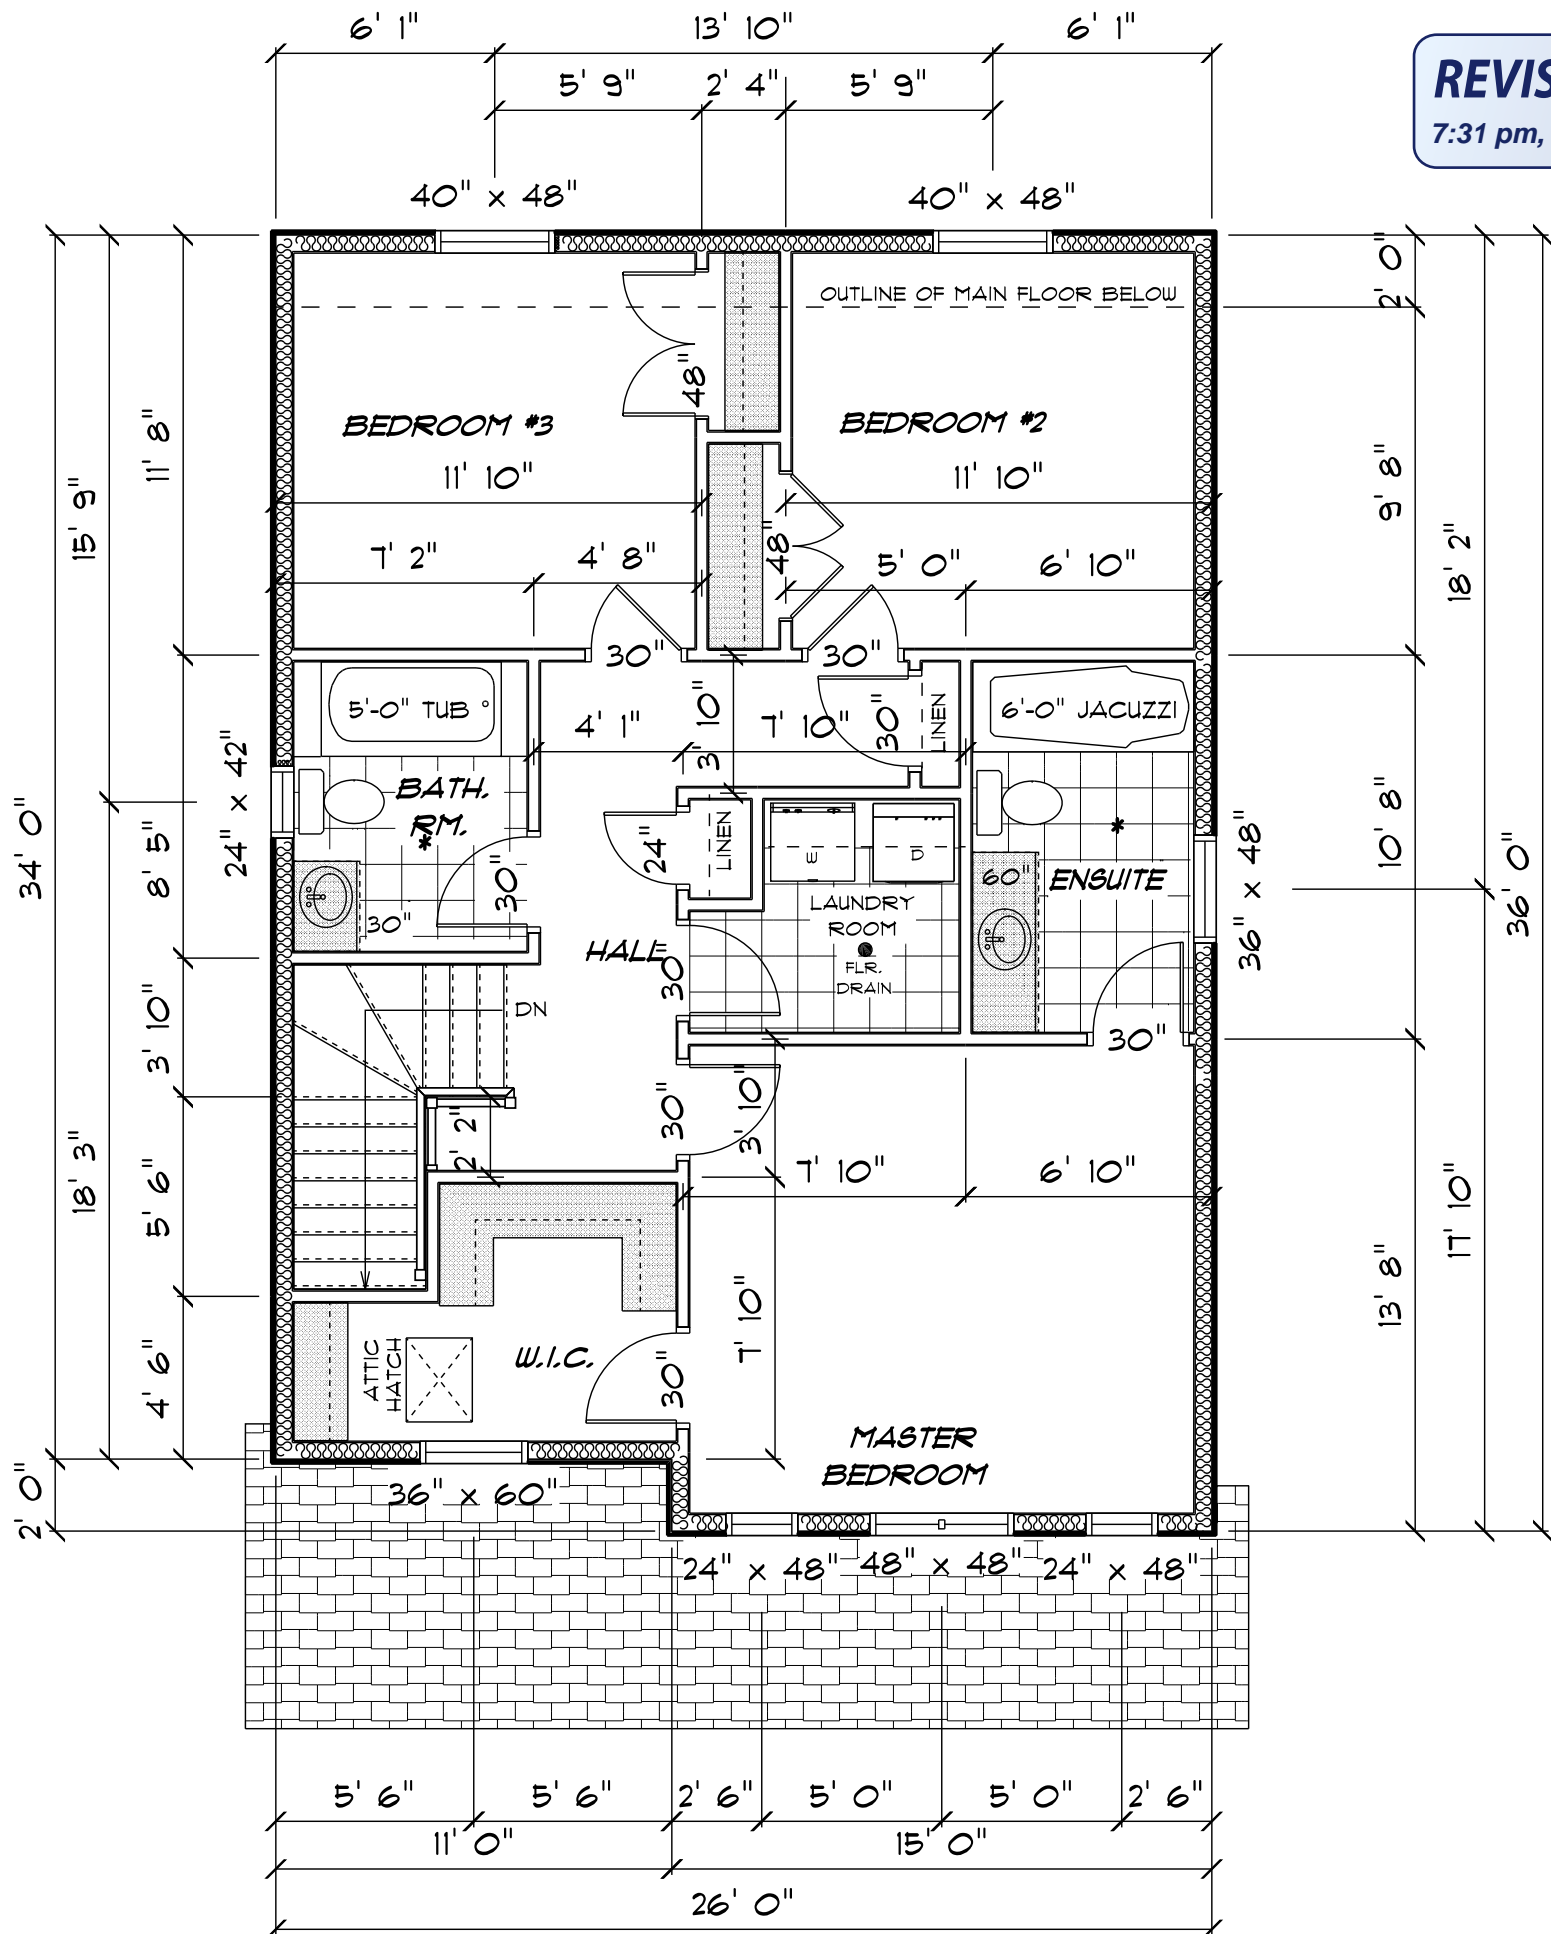 6' 1"
13' 10"
6' 1"
5' 9"
2' 4"
5' 9"
REVIS
7:31 pm,
40" x 48"
40" x 48"
2' 0"
OUTLINE OF MAIN FLOOR BELOW
48"
BEDROOM #3
BEDROOM #2
11' 8"
11' 10"
11' 10"
9' 8"
15' 9"
48"
7' 2"
4' 8"
5' 0"
6' 10"
18' 2"
30"
30"
5'-0" TUB
4' 1"
3' 10"
7' 10"
30"
LINEN
6'-0" JACUZZI
24" x 42"
BATH.
RM.
*
34' 0"
8' 5"
30"
30"
24"
LINEN
W
D
*
60"
ENSUITE
36" x 48"
10' 8"
36' 0"
LAUNDRY
ROOM
FLR.
DRAIN
HALL
30"
DN
3' 10"
30"
30"
3' 10"
2' 2"
18' 3"
5' 6"
7' 10"
6' 10"
17' 10"
13' 8"
7' 10"
4' 6"
ATTIC
HATCH
W.I.C.
30"
MASTER
BEDROOM
2' 0"
36" x 60"
24" x 48"
48" x 48"
24" x 48"
5' 6"
5' 6"
2' 6"
5' 0"
5' 0"
2' 6"
11' 0"
15' 0"
26' 0"